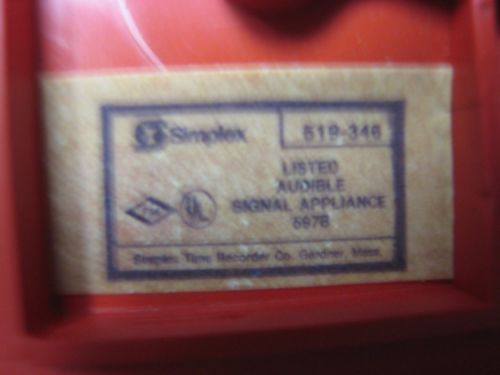 Simplex
519-346
LISTED
AUDIBLE
SIGNAL APPLIANCE
597B
Simplex Time Recorder Co. Gardner, Mass.